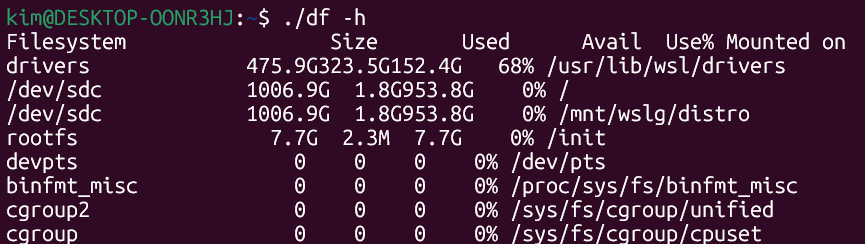 kim@DESKTOP-OONR3HJ:~$ ./df -h
Filesystem                 Size       Used      Avail  Use% Mounted on
drivers             475.9G323.5G152.4G   68% /usr/lib/wsl/drivers
/dev/sdc            1006.9G  1.8G953.8G    0% /
/dev/sdc            1006.9G  1.8G953.8G    0% /mnt/wslg/distro
rootfs                7.7G  2.3M  7.7G    0% /init
devpts                  0    0    0    0% /dev/pts
binfmt_misc             0    0    0    0% /proc/sys/fs/binfmt_misc
cgroup2                 0    0    0    0% /sys/fs/cgroup/unified
cgroup                  0    0    0    0% /sys/fs/cgroup/cpuset